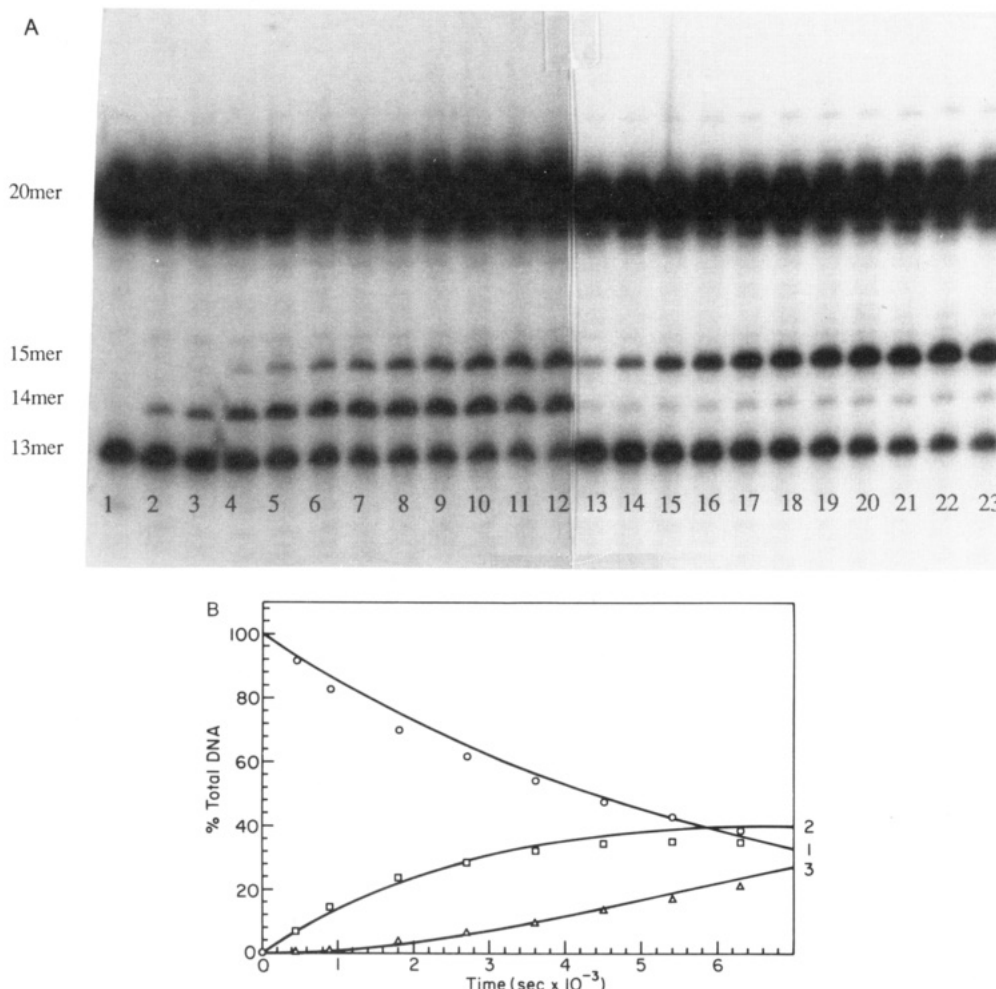 A
20mer
15mer
14mer
13mer
1 2 3 4 5 6 7 8 9 10 11 12 13 14 15 16 17 18 19 20 21 22 23
B
100
80
60
40
20
0
% Total DNA
2
1
3
0 1 2 3 4 5 6
Time (sec x 10⁻³)